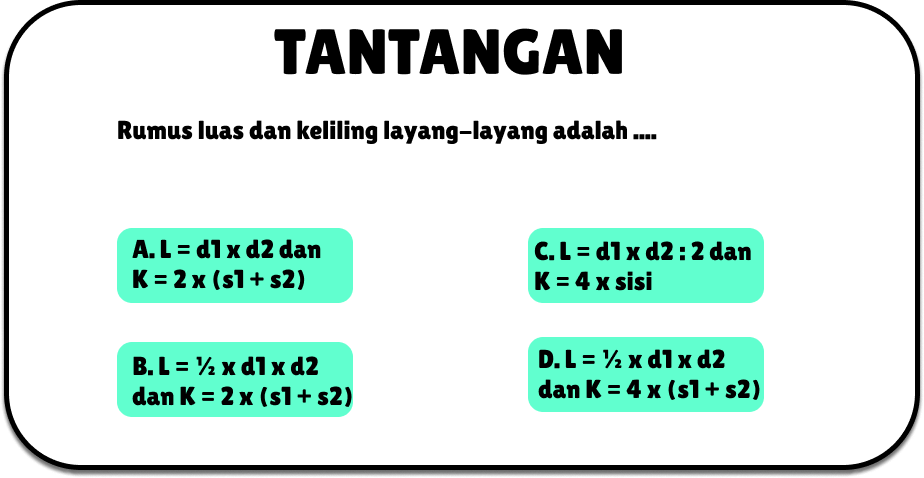 TANTANGAN
Rumus luas dan keliling layang-layang adalah ....
A. L = d1 x d2 dan
K = 2 x (s1 + s2)
B. L = ½ x d1 x d2
dan K = 2 x (s1 + s2)
C. L = d1 x d2 : 2 dan
K = 4 x sisi
D. L = ½ x d1 x d2
dan K = 4 x (s1 + s2)